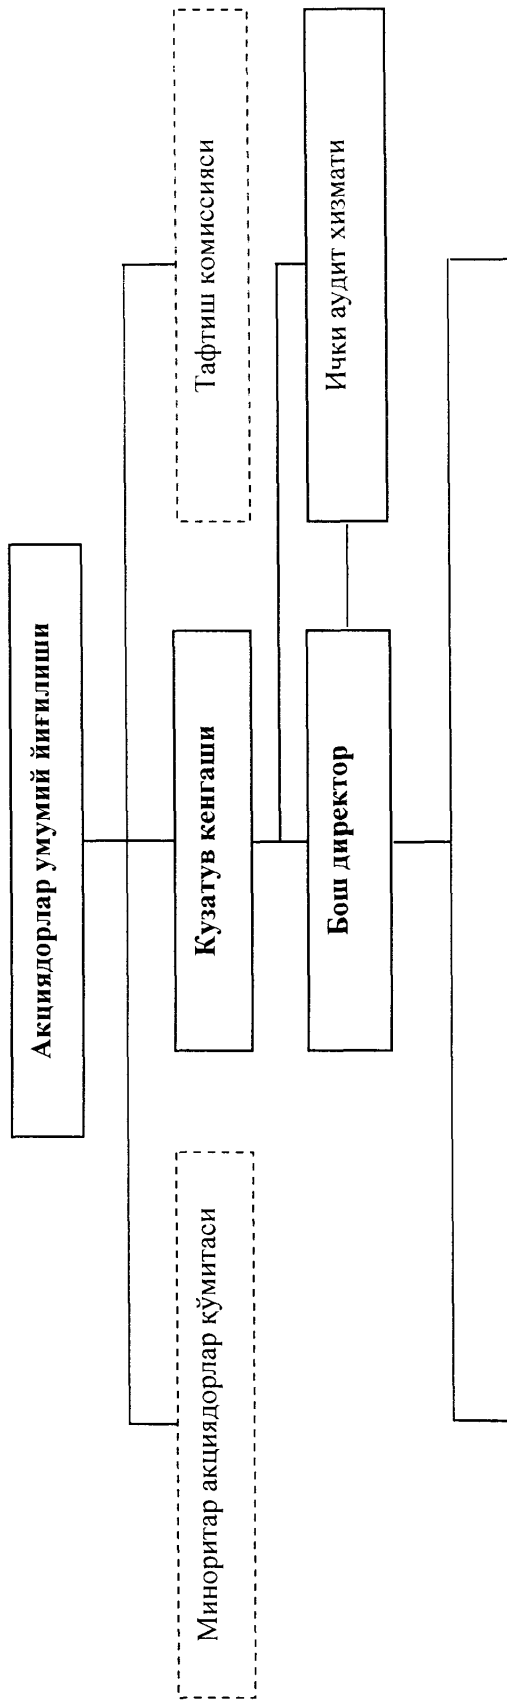 Акциядорлар умумий йиғилиши
Миноритар акциядорлар қўмитаси
Кузатув кенгаши
Тафтиш комиссияси
Бош директор
Ички аудит хизмати